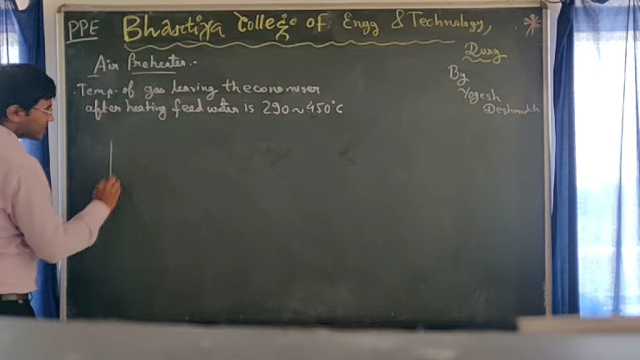 PPE
Bhartiya College of Engg & Technology,
Durg
By
Yogesh
Deshmukh
Air Preheater:-
Temp. of gas leaving the economiser
after heating feed water is 290~450°C